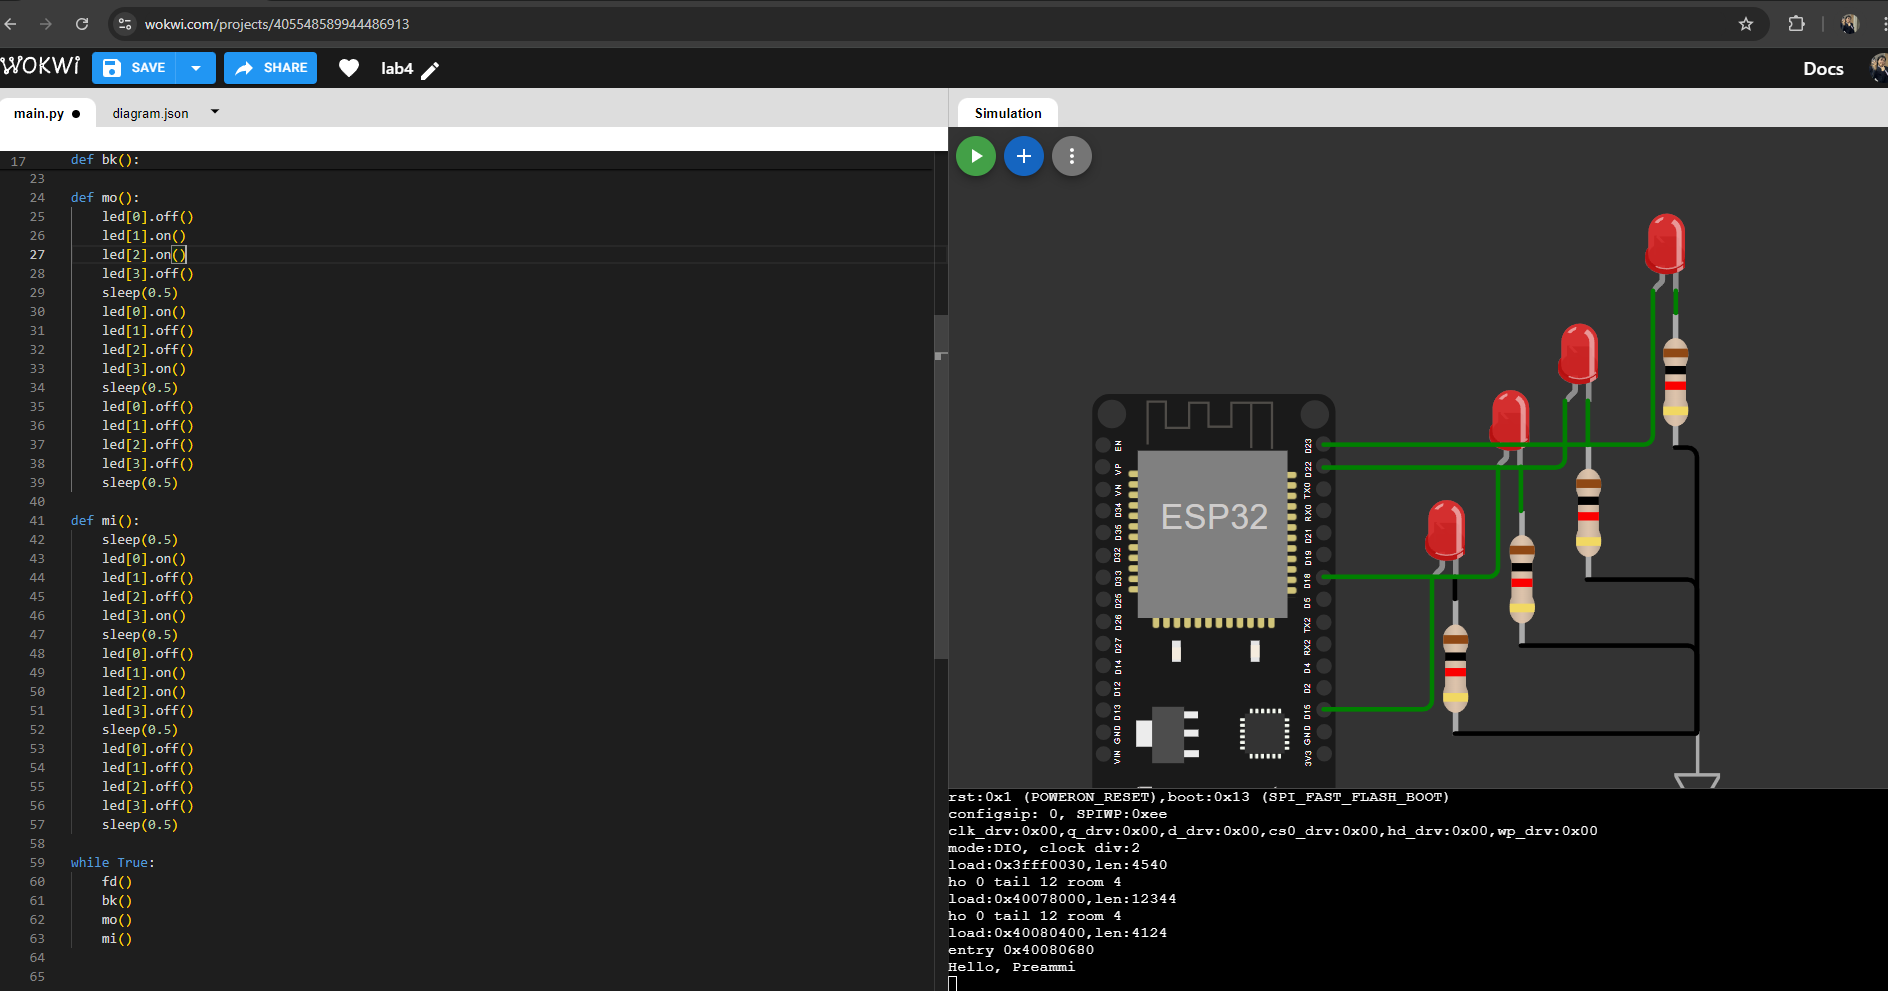 wokwi.com/projects/405548589944486913
WOKWi
SAVE
SHARE
lab4
Docs
main.py
diagram.json
Simulation
17 def bk():
23
24 def mo():
25 led[0].off()
26 led[1].on()
27 led[2].on()
28 led[3].off()
29 sleep(0.5)
30 led[0].on()
31 led[1].off()
32 led[2].off()
33 led[3].on()
34 sleep(0.5)
35 led[0].off()
36 led[1].off()
37 led[2].off()
38 led[3].off()
39 sleep(0.5)
40
41 def mi():
42 sleep(0.5)
43 led[0].on()
44 led[1].off()
45 led[2].off()
46 led[3].on()
47 sleep(0.5)
48 led[0].off()
49 led[1].on()
50 led[2].on()
51 led[3].off()
52 sleep(0.5)
53 led[0].off()
54 led[1].off()
55 led[2].off()
56 led[3].off()
57 sleep(0.5)
58
59 while True:
60 fd()
61 bk()
62 mo()
63 mi()
64
65
ESP32
EN
VP
VN
D34
D35
D32
D33
D25
D26
D27
D14
D12
D13
GND
VIN
D23
D22
TX0
RX0
D21
D19
D18
D5
TX2
RX2
D4
D2
D15
GND
3V3
rst:0x1 (POWERON_RESET),boot:0x13 (SPI_FAST_FLASH_BOOT)
configsip: 0, SPIWP:0xee
clk_drv:0x00,q_drv:0x00,d_drv:0x00,cs0_drv:0x00,hd_drv:0x00,wp_drv:0x00
mode:DIO, clock div:2
load:0x3fff0030,len:4540
ho 0 tail 12 room 4
load:0x40078000,len:12344
ho 0 tail 12 room 4
load:0x40080400,len:4124
entry 0x40080680
Hello, Preammi